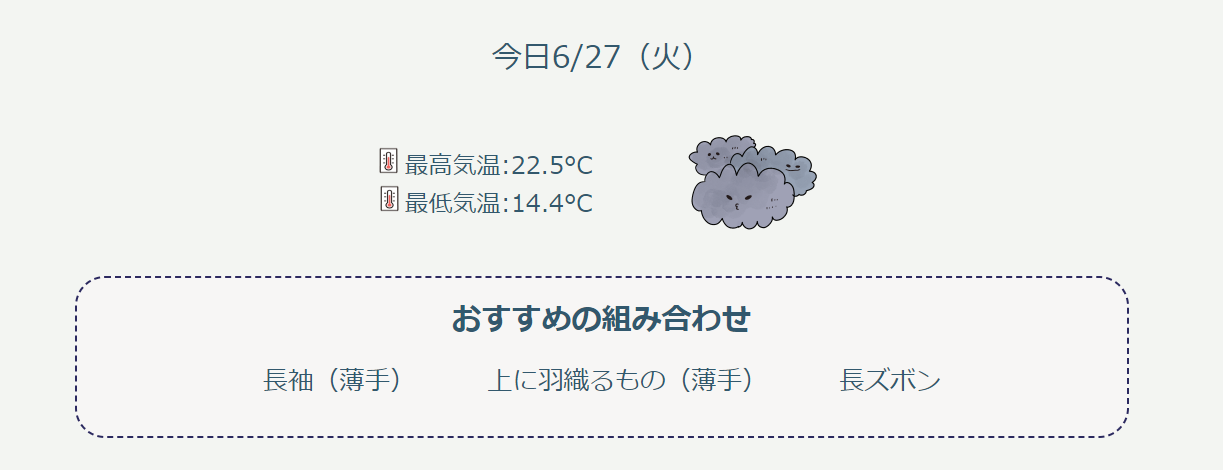 今日6/27（火）
最高気温:22.5°C
最低気温:14.4°C
おすすめの組み合わせ
長袖（薄手） 上に羽織るもの（薄手） 長ズボン